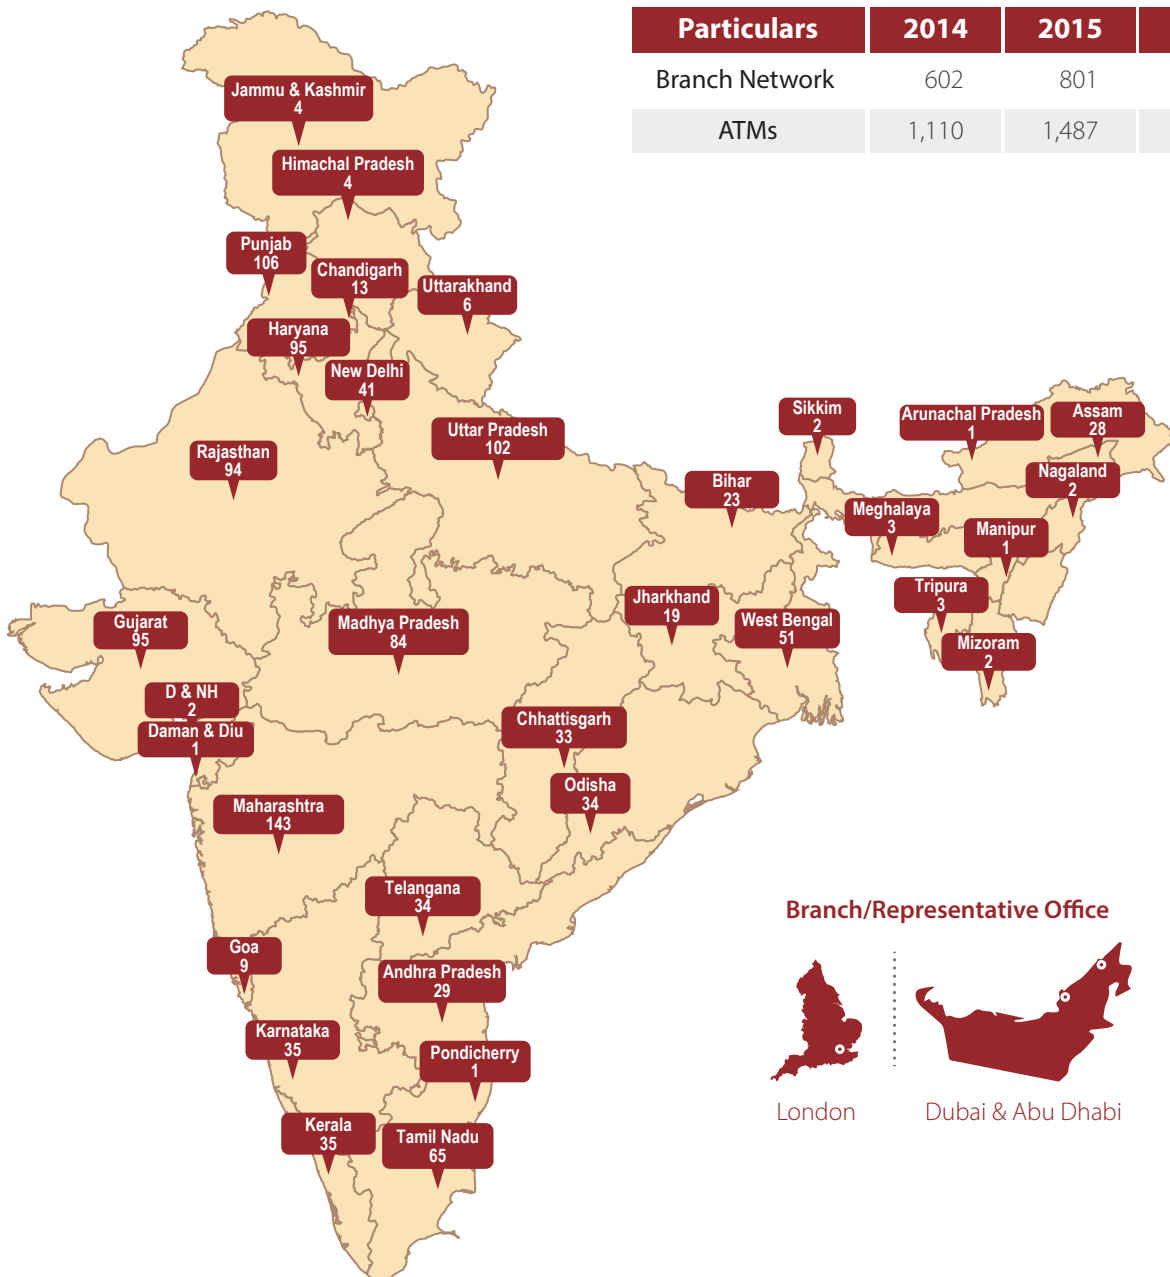 Particulars 2014 2015
Branch Network 602 801
ATMs 1,110 1,487
Jammu & Kashmir
4
Himachal Pradesh
4
Punjab
106
Chandigarh
13
Uttarakhand
6
Haryana
95
New Delhi
41
Uttar Pradesh
102
Rajasthan
94
Sikkim
2
Arunachal Pradesh
1
Assam
28
Bihar
23
Nagaland
2
Meghalaya
3
Manipur
1
Tripura
3
Mizoram
2
Jharkhand
19
West Bengal
51
Gujarat
95
Madhya Pradesh
84
D & NH
2
Daman & Diu
1
Chhattisgarh
33
Odisha
34
Maharashtra
143
Telangana
34
Goa
9
Andhra Pradesh
29
Karnataka
35
Pondicherry
1
Kerala
35
Tamil Nadu
65
Branch/Representative Office
London
Dubai & Abu Dhabi